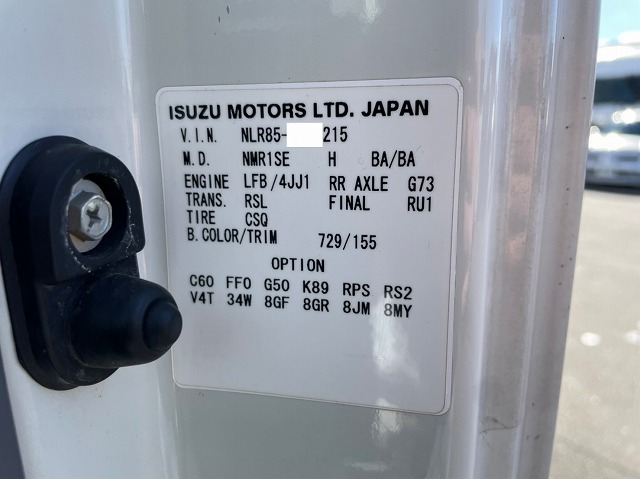 ISUZU MOTORS LTD. JAPAN
V.I.N. NLR85- 215
M.D. NMR1SE H BA/BA
ENGINE LFB/4JJ1 RR AXLE G73
TRANS. RSL FINAL RU1
TIRE CSQ
B.COLOR/TRIM 729/155
OPTION
C60 FF0 G50 K89 RPS RS2
V4T 34W 8GF 8GR 8JM 8MY